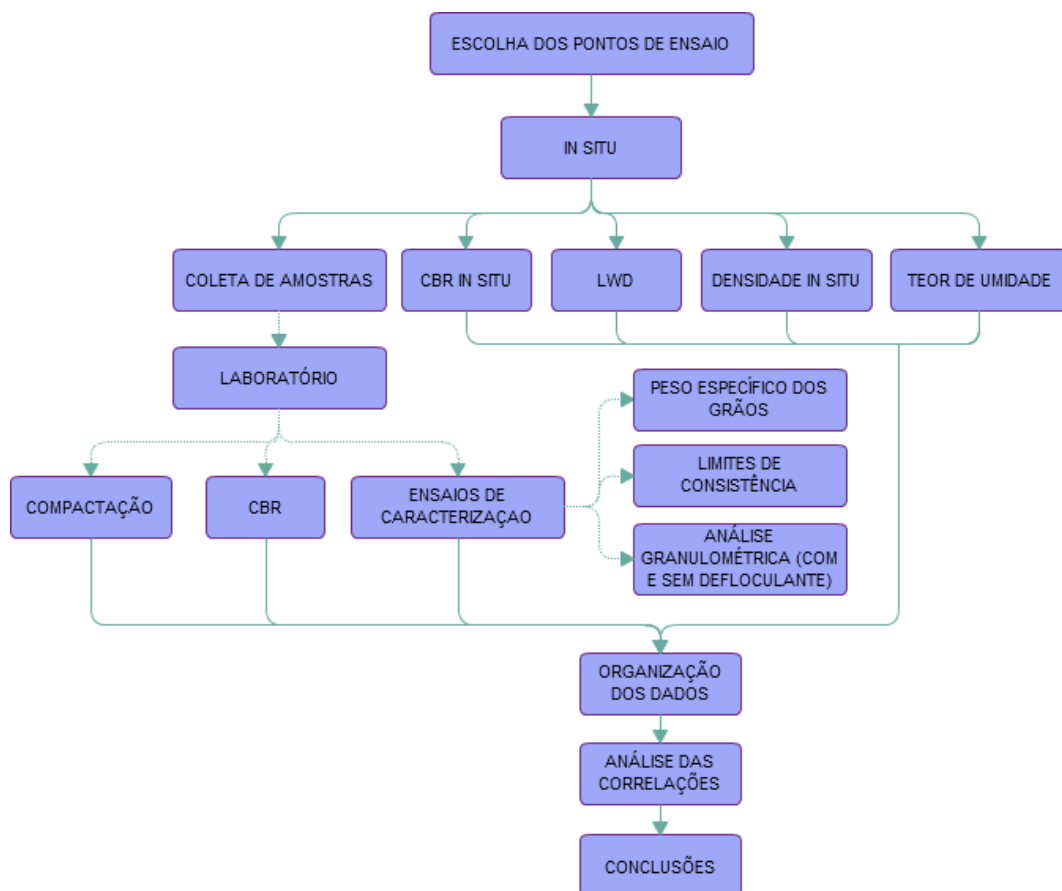 ESCOLHA DOS PONTOS DE ENSAIO
IN SITU
COLETA DE AMOSTRAS
CBR IN SITU
LWD
DENSIDADE IN SITU
TEOR DE UMIDADE
LABORATÓRIO
PESO ESPECÍFICO DOS
GRÃOS
LIMITES DE
CONSISTÊNCIA
ANÁLISE
GRANULOMÉTRICA (COM
E SEM DEFLOCULANTE)
COMPACTAÇÃO
CBR
ENSAIOS DE
CARACTERIZAÇAO
ORGANIZAÇÃO
DOS DADOS
ANÁLISE DAS
CORRELAÇÕES
CONCLUSÕES